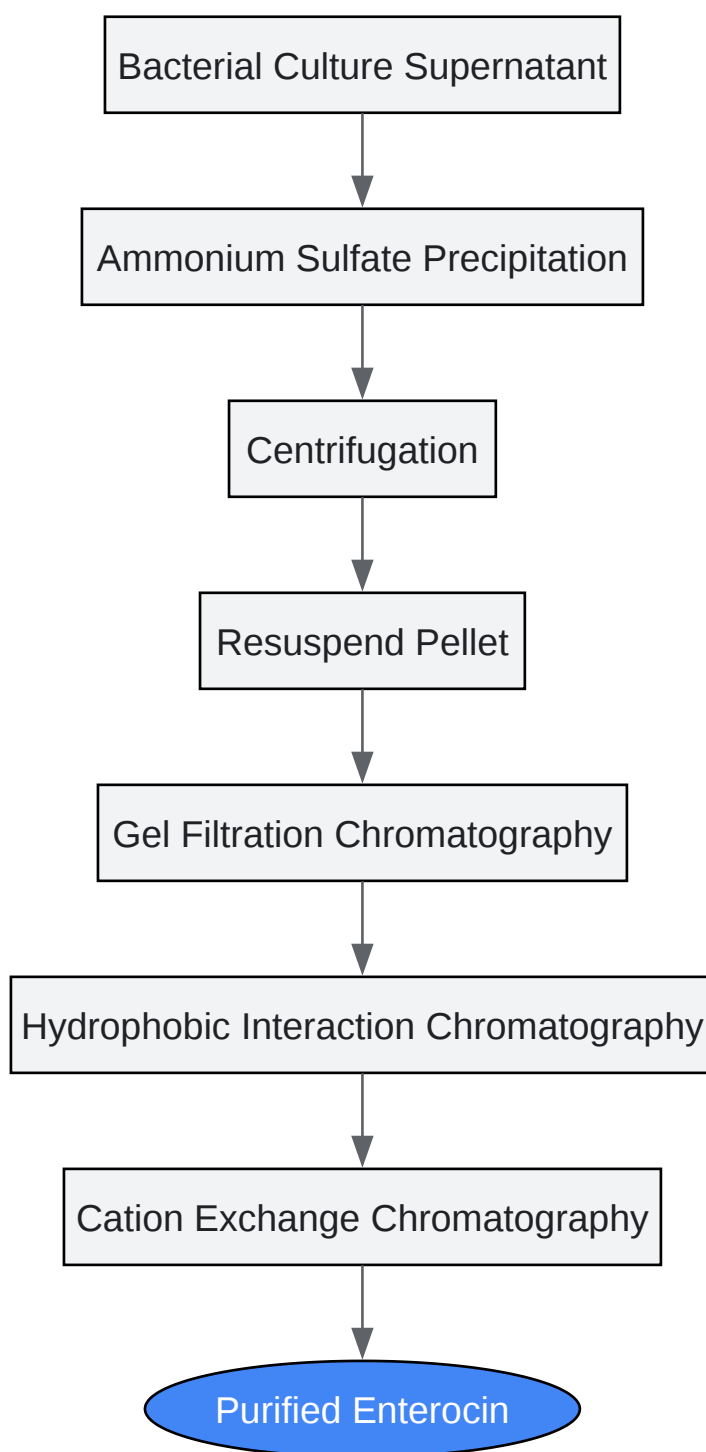 Bacterial Culture Supernatant
Ammonium Sulfate Precipitation
Centrifugation
Resuspend Pellet
Gel Filtration Chromatography
Hydrophobic Interaction Chromatography
Cation Exchange Chromatography
Purified Enterocin